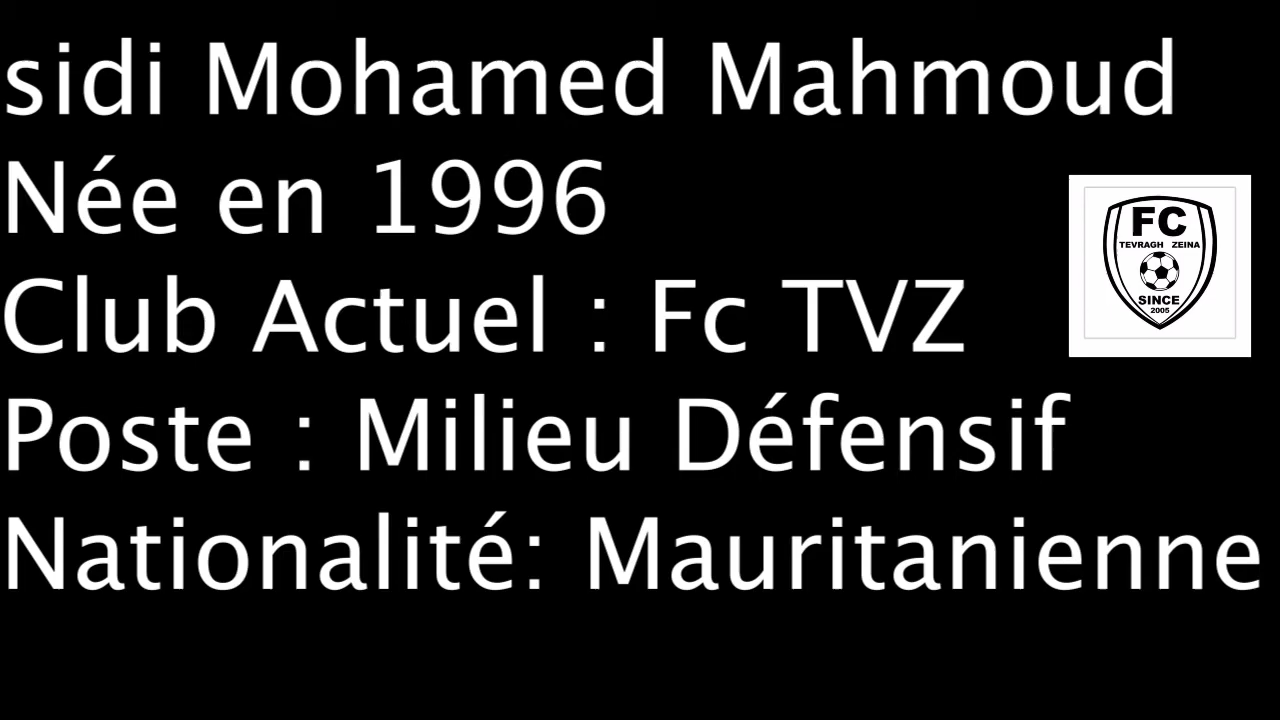 sidi Mohamed Mahmoud
Née en 1996
Club Actuel : Fc TVZ
Poste : Milieu Défensif
Nationalité: Mauritanienne
FC
TEVRAGH ZEINA
SINCE
2005